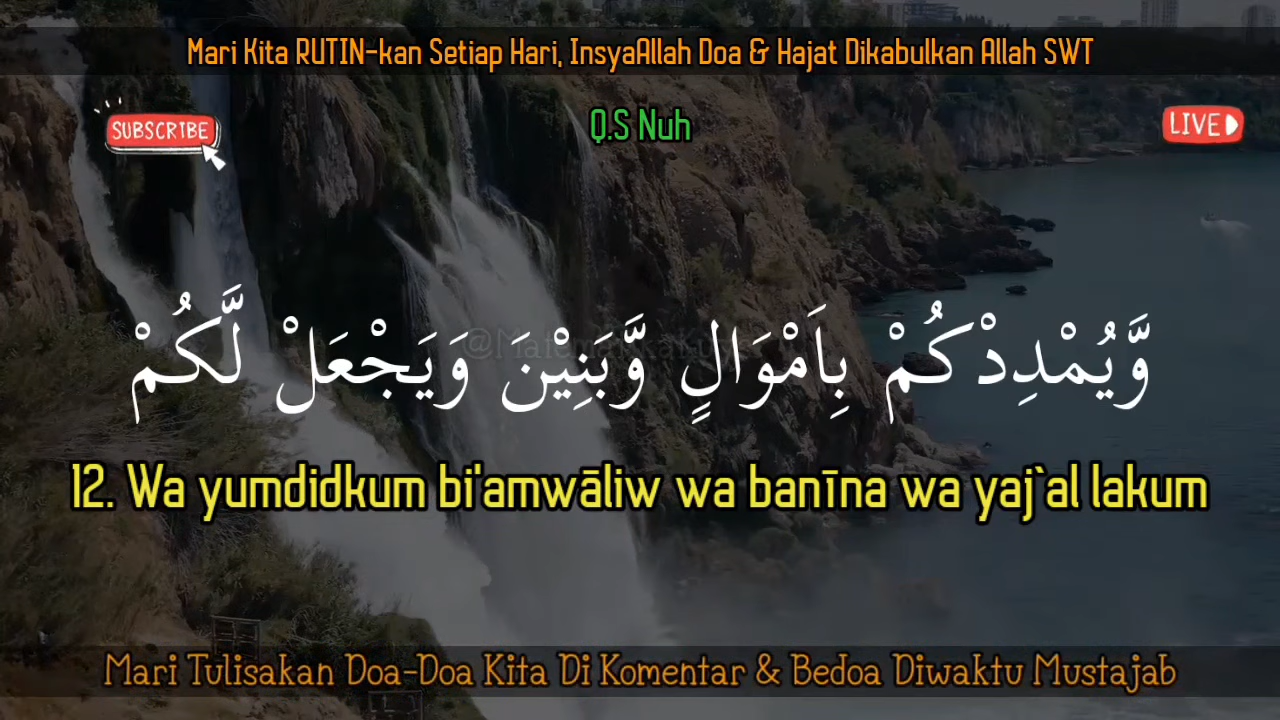 Mari Kita RUTIN-kan Setiap Hari, InsyaAllah Doa & Hajat Dikabulkan Allah SWT
SUBSCRIBE
Q.S Nuh
LIVE
وَّيُمْدِدْكُمْ بِاَمْوَالٍ وَّبَنِيْنَ وَيَجْعَلْ لَّكُمْ
12. Wa yumdidkum bi'amwāliw wa banīna wa yaj`al lakum
Mari Tulisakan Doa-Doa Kita Di Komentar & Bedoa Diwaktu Mustajab